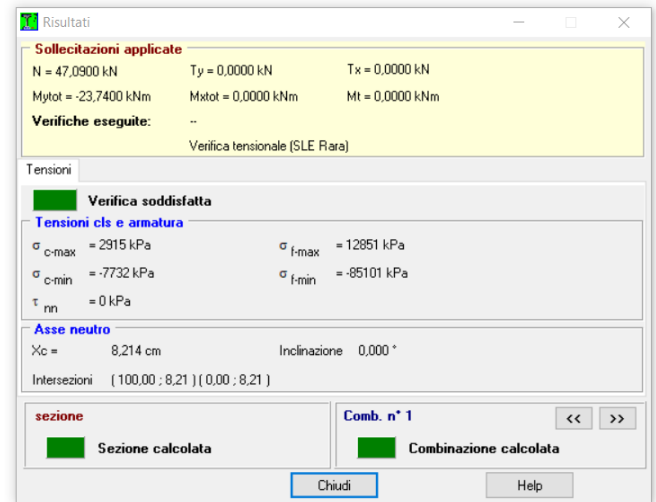 Risultati
Sollecitazioni applicate
N = 47,0900 kN Ty = 0,0000 kN Tx = 0,0000 kN
Mytot = -23,7400 kNm Mxtot = 0,0000 kNm Mt = 0,0000 kNm
Verifiche eseguite: --
Verifica tensionale (SLE Rara)
Tensioni
Verifica soddisfatta
Tensioni cls e armatura
σ c-max = 2915 kPa σ f-max = 12851 kPa
σ c-min = -7732 kPa σ f-min = -85101 kPa
τ nn = 0 kPa
Asse neutro
Xc = 8,214 cm Inclinazione 0,000 °
Intersezioni ( 100,00 ; 8,21 ) ( 0,00 ; 8,21 )
sezione Comb. n° 1 << >>
Sezione calcolata Combinazione calcolata
Chiudi Help